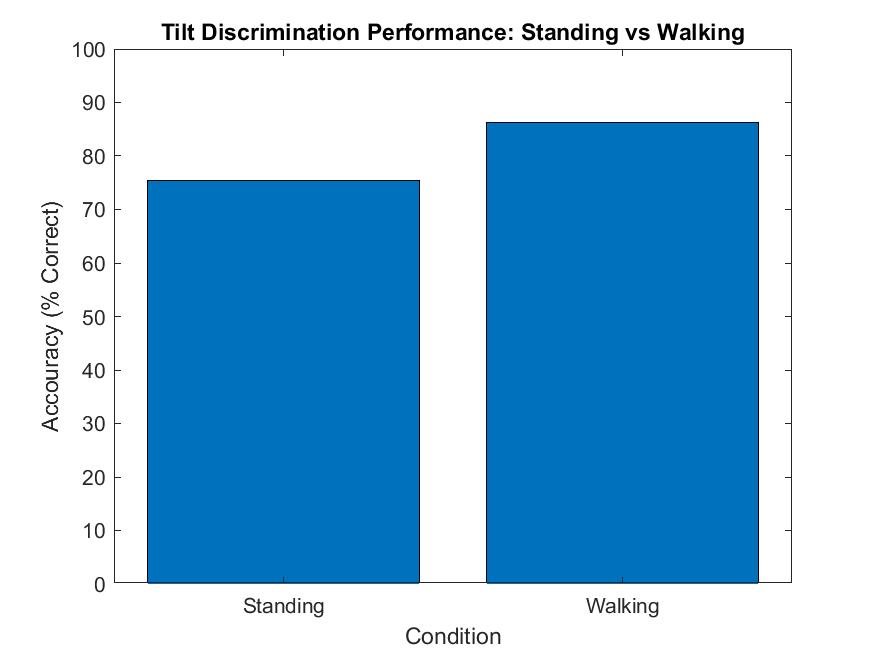 Tilt Discrimination Performance: Standing vs Walking
100
90
80
70
60
50
40
30
20
10
0
Accouracy (% Correct)
Standing Walking
Condition